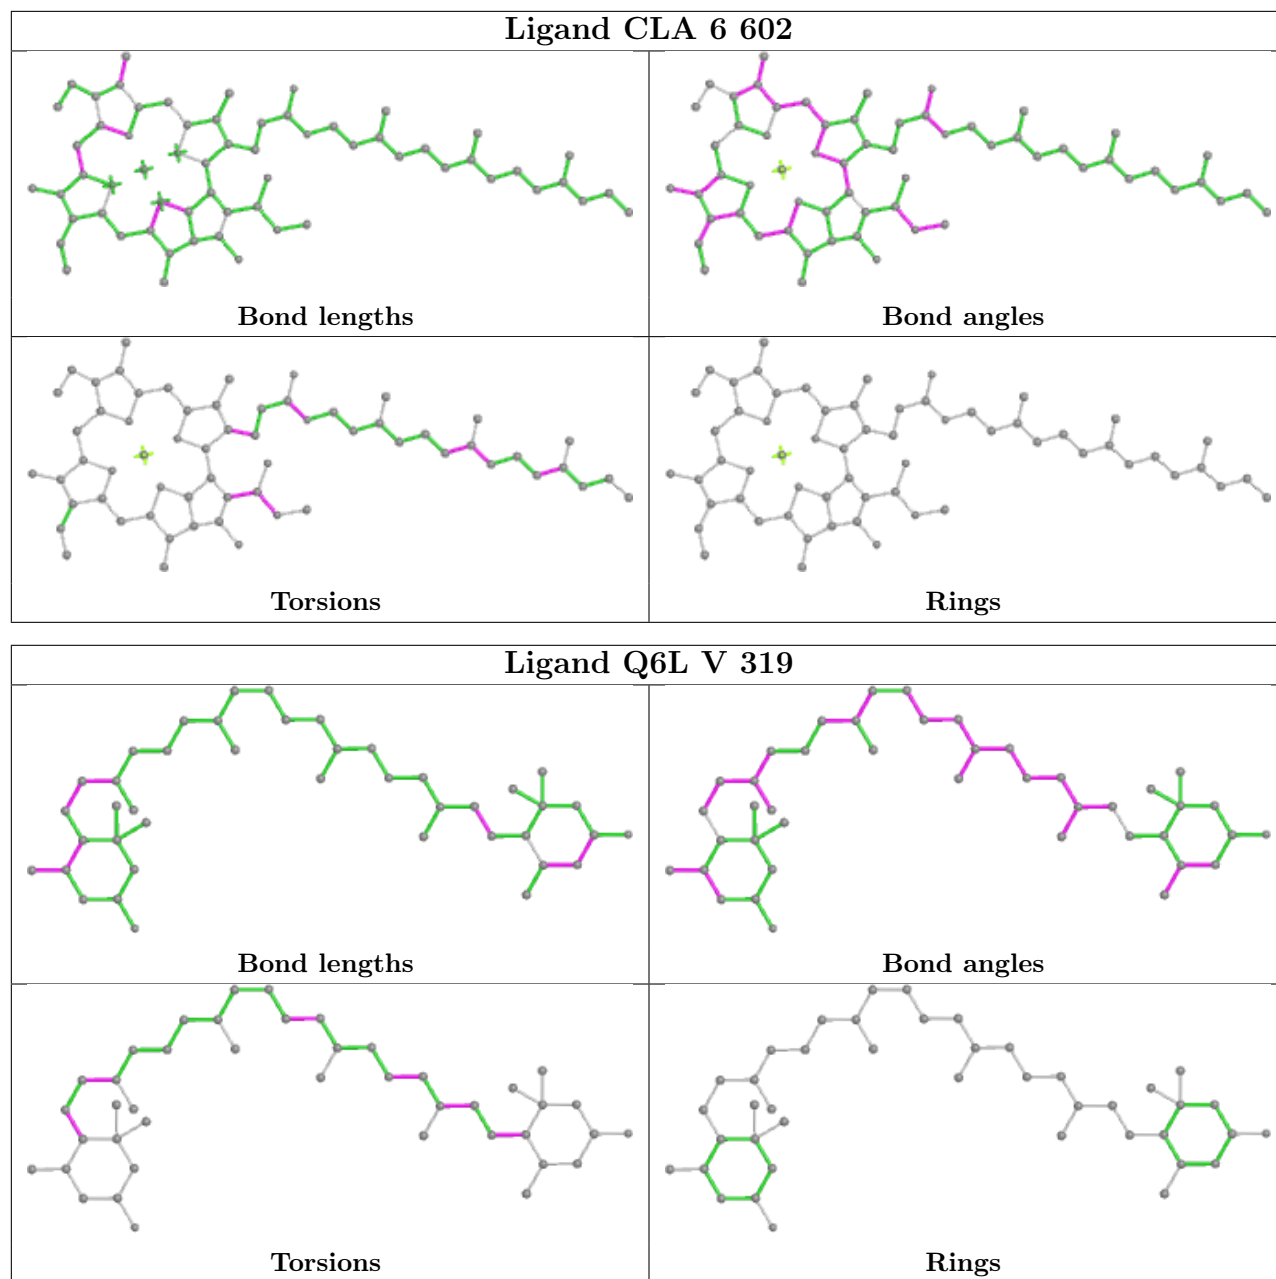 Ligand CLA 6 602
Bond lengths
Bond angles
Torsions
Rings
Ligand Q6L V 319
Bond lengths
Bond angles
Torsions
Rings